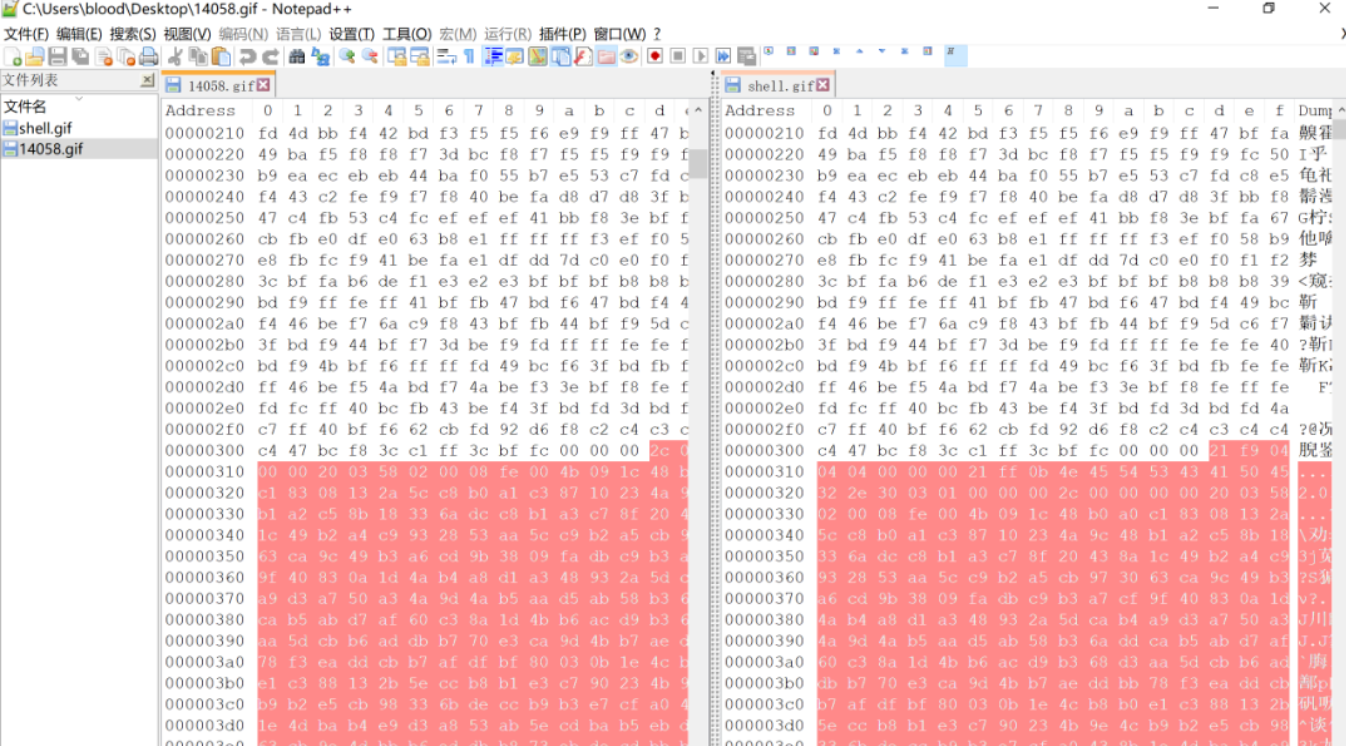 C:\Users\blood\Desktop\14058.gif - Notepad++
文件(F) 编辑(E) 搜索(S) 视图(V) 编码(N) 语言(L) 设置(T) 工具(O) 宏(M) 运行(R) 插件(P) 窗口(W) ?
文件列表
文件名
shell.gif
14058.gif
14058.gif
Address 0 1 2 3 4 5 6 7 8 9 a b c d
00000210 fd 4d bb f4 42 bd f3 f5 f5 f6 e9 f9 ff 47
00000220 49 ba f5 f8 f8 f7 3d bc f8 f7 f5 f5 f9 f9
00000230 b9 ea ec eb eb 44 ba f0 55 b7 e5 53 c7 fd
00000240 f4 43 c2 fe f9 f7 f8 40 be fa d8 d7 d8 3f
00000250 47 c4 fb 53 c4 fc ef ef ef 41 bb f8 3e bf
00000260 cb fb e0 df e0 63 b8 e1 ff ff ff f3 ef f0
00000270 e8 fb fc f9 41 be fa e1 df dd 7d c0 e0 f0
00000280 3c bf fa b6 de f1 e3 e2 e3 bf bf bf b8 b8
00000290 bd f9 ff fe ff 41 bf fb 47 bd f6 47 bd f4
000002a0 f4 46 be f7 6a c9 f8 43 bf fb 44 bf f9 5d
000002b0 3f bd f9 44 bf f7 3d be f9 fd ff ff fe fe
000002c0 bd f9 4b bf f6 ff ff fd 49 bc f6 3f bd fb
000002d0 ff 46 be f5 4a bd f7 4a be f3 3e bf f8 fe
000002e0 fd fc ff 40 bc fb 43 be f4 3f bd fd 3d bd
000002f0 c7 ff 40 bf f6 62 cb fd 92 d6 f8 c2 c4 c3
00000300 c4 47 bc f8 3c c1 ff 3c bf fc 00 00 00 2c
00000310 00 00 20 03 58 02 00 08 fe 00 4b 09 1c 48
00000320 c1 83 08 13 2a 5c c8 b0 a1 c3 87 10 23 4a
00000330 b1 a2 c5 8b 18 33 6a dc c8 b1 a3 c7 8f 20
00000340 1c 49 b2 a4 c9 93 28 53 aa 5c c9 b2 a5 cb
00000350 63 ca 9c 49 b3 a6 cd 9b 38 09 fa db c9 b3
00000360 9f 40 83 0a 1d 4a b4 a8 d1 a3 48 93 2a 5d
00000370 a9 d3 a7 50 a3 4a 9d 4a b5 aa d5 ab 58 b3
00000380 ca b5 ab d7 af 60 c3 8a 1d 4b b6 ac d9 b3
00000390 aa 5d cb b6 ad db b7 70 e3 ca 9d 4b b7 ae
000003a0 78 f3 ea dd cb b7 af df bf 80 03 0b 1e 4c
000003b0 e1 c3 88 13 2b 5e cc b8 b1 e3 c7 90 23 4b
000003c0 b9 b2 e5 cb 98 33 6b de cc b9 b3 e7 cf a0
000003d0 1e 4d ba b4 e9 d3 a8 53 ab 5e cd ba b5 eb
shell.gif
Address 0 1 2 3 4 5 6 7 8 9 a b c d e f Dump
00000210 fd 4d bb f4 42 bd f3 f5 f5 f6 e9 f9 ff 47 bf fa
00000220 49 ba f5 f8 f8 f7 3d bc f8 f7 f5 f5 f9 f9 fc 50 I乎
00000230 b9 ea ec eb eb 44 ba f0 55 b7 e5 53 c7 fd c8 e5
00000240 f4 43 c2 fe f9 f7 f8 40 be fa d8 d7 d8 3f bb f8
00000250 47 c4 fb 53 c4 fc ef ef ef 41 bb f8 3e bf fa 67 G柠
00000260 cb fb e0 df e0 63 b8 e1 ff ff ff f3 ef f0 58 b9
00000270 e8 fb fc f9 41 be fa e1 df dd 7d c0 e0 f0 f1 f2
00000280 3c bf fa b6 de f1 e3 e2 e3 bf bf bf b8 b8 b8 39 <窥
00000290 bd f9 ff fe ff 41 bf fb 47 bd f6 47 bd f4 49 bc 靳
000002a0 f4 46 be f7 6a c9 f8 43 bf fb 44 bf f9 5d c6 f7
000002b0 3f bd f9 44 bf f7 3d be f9 fd ff ff fe fe fe 40 ?靳
000002c0 bd f9 4b bf f6 ff ff fd 49 bc f6 3f bd fb fe fe 靳K
000002d0 ff 46 be f5 4a bd f7 4a be f3 3e bf f8 fe ff fe F
000002e0 fd fc ff 40 bc fb 43 be f4 3f bd fd 3d bd fd 4a
000002f0 c7 ff 40 bf f6 62 cb fd 92 d6 f8 c2 c4 c3 c4 c4 ?@况
00000300 c4 47 bc f8 3c c1 ff 3c bf fc 00 00 00 21 f9 04
00000310 04 04 00 00 00 21 ff 0b 4e 45 54 53 43 41 50 45 ...
00000320 32 2e 30 03 01 00 00 00 2c 00 00 00 00 20 03 58 2.0
00000330 02 00 08 fe 00 4b 09 1c 48 b0 a0 c1 83 08 13 2a ...
00000340 5c c8 b0 a1 c3 87 10 23 4a 9c 48 b1 a2 c5 8b 18 \劝
00000350 33 6a dc c8 b1 a3 c7 8f 20 43 8a 1c 49 b2 a4 c9 3j
00000360 93 28 53 aa 5c c9 b2 a5 cb 97 30 63 ca 9c 49 b3 ?S
00000370 a6 cd 9b 38 09 fa db c9 b3 a7 cf 9f 40 83 0a 1d
00000380 4a b4 a8 d1 a3 48 93 2a 5d ca b4 a9 d3 a7 50 a3 J川
00000390 4a 9d 4a b5 aa d5 ab 58 b3 6a dd ca b5 ab d7 af J.J
000003a0 60 c3 8a 1d 4b b6 ac d9 b3 68 d3 aa 5d cb b6 ad
000003b0 db b7 70 e3 ca 9d 4b b7 ae dd bb 78 f3 ea dd cb
000003c0 b7 af df bf 80 03 0b 1e 4c b8 b0 e1 c3 88 13 2b
000003d0 5e cc b8 b1 e3 c7 90 23 4b 9e 4c b9 b2 e5 cb 98 ^谈